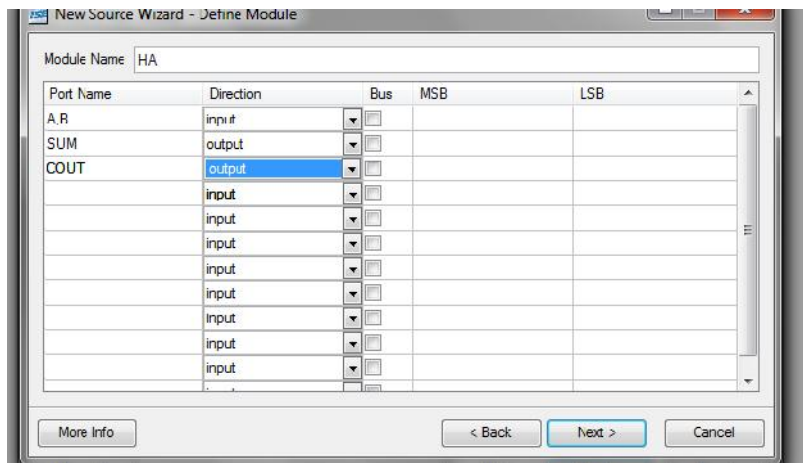 ISE New Source Wizard - Define Module
Module Name HA
Port Name Direction Bus MSB LSB
A,B input
SUM output
COUT output
input
input
input
input
input
input
input
input
More Info < Back Next > Cancel